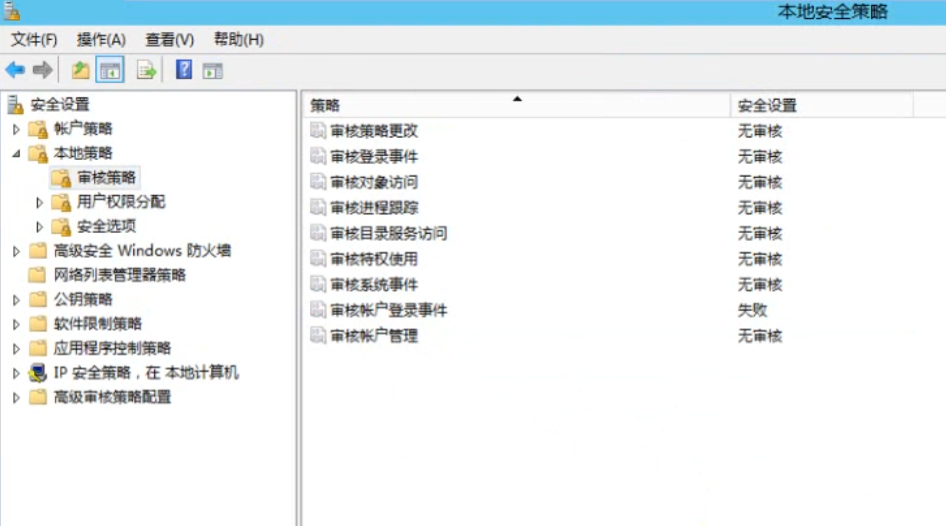 本地安全策略
文件(F) 操作(A) 查看(V) 帮助(H)
安全设置
帐户策略
本地策略
审核策略
用户权限分配
安全选项
高级安全 Windows 防火墙
网络列表管理器策略
公钥策略
软件限制策略
应用程序控制策略
IP 安全策略，在 本地计算机
高级审核策略配置
策略 安全设置
审核策略更改 无审核
审核登录事件 无审核
审核对象访问 无审核
审核进程跟踪 无审核
审核目录服务访问 无审核
审核特权使用 无审核
审核系统事件 无审核
审核帐户登录事件 失败
审核帐户管理 无审核